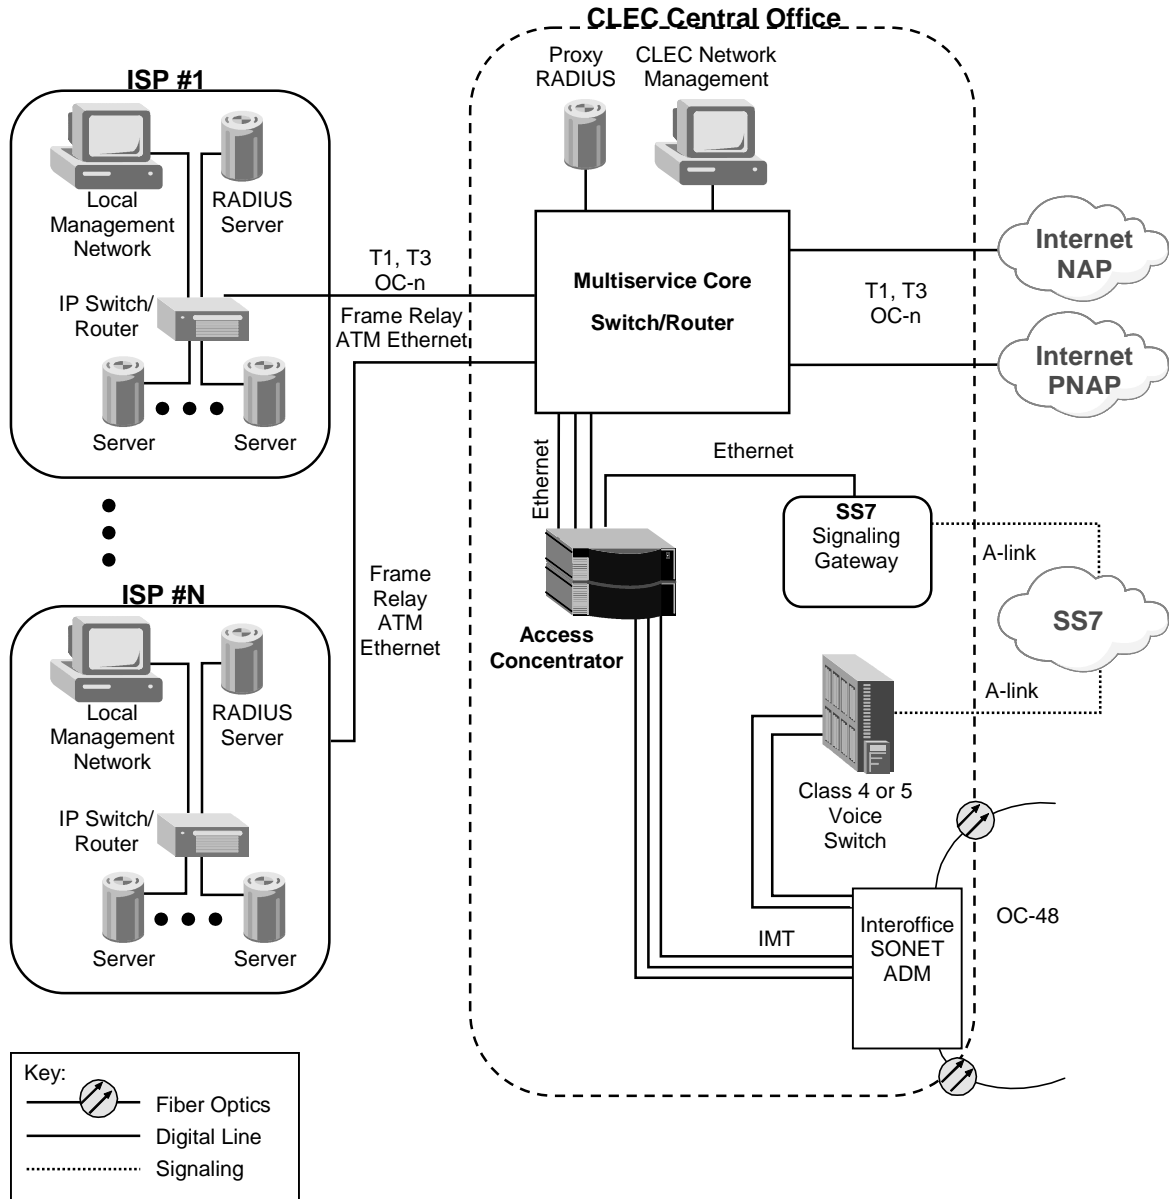 CLEC Central Office
Proxy
RADIUS
CLEC Network
Management
ISP #1
Local
Management
Network
RADIUS
Server
IP Switch/
Router
Server
Server
T1, T3
OC-n
Frame Relay
ATM Ethernet
Multiservice Core
Switch/Router
T1, T3
OC-n
Internet
NAP
Internet
PNAP
Ethernet
Ethernet
SS7
Signaling
Gateway
A-link
SS7
A-link
Access
Concentrator
Frame
Relay
ATM
Ethernet
ISP #N
Local
Management
Network
RADIUS
Server
IP Switch/
Router
Server
Server
Class 4 or 5
Voice
Switch
IMT
Interoffice
SONET
ADM
OC-48
Key:
Fiber Optics
Digital Line
Signaling